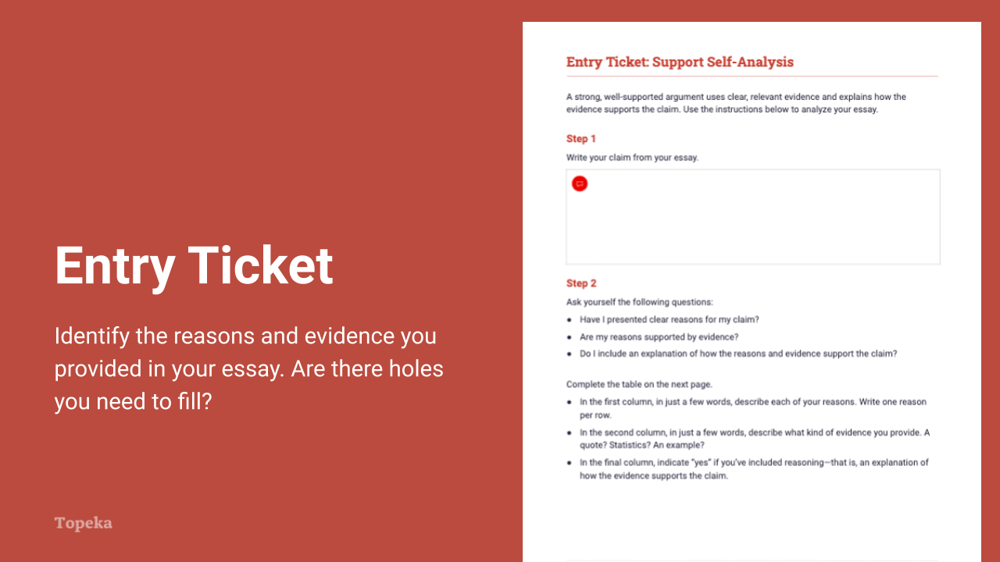 Entry Ticket
Identify the reasons and evidence you
provided in your essay. Are there holes
you need to fill?
Topeka
Entry Ticket: Support Self-Analysis
A strong, well-supported argument uses clear, relevant evidence and explains how the
evidence supports the claim. Use the instructions below to analyze your essay.
Step 1
Write your claim from your essay.
Step 2
Ask yourself the following questions:
● Have I presented clear reasons for my claim?
● Are my reasons supported by evidence?
● Do I include an explanation of how the reasons and evidence support the claim?
Complete the table on the next page.
● In the first column, in just a few words, describe each of your reasons. Write one reason
per row.
● In the second column, in just a few words, describe what kind of evidence you provide. A
quote? Statistics? An example?
● In the final column, indicate “yes” if you’ve included reasoning—that is, an explanation of
how the evidence supports the claim.